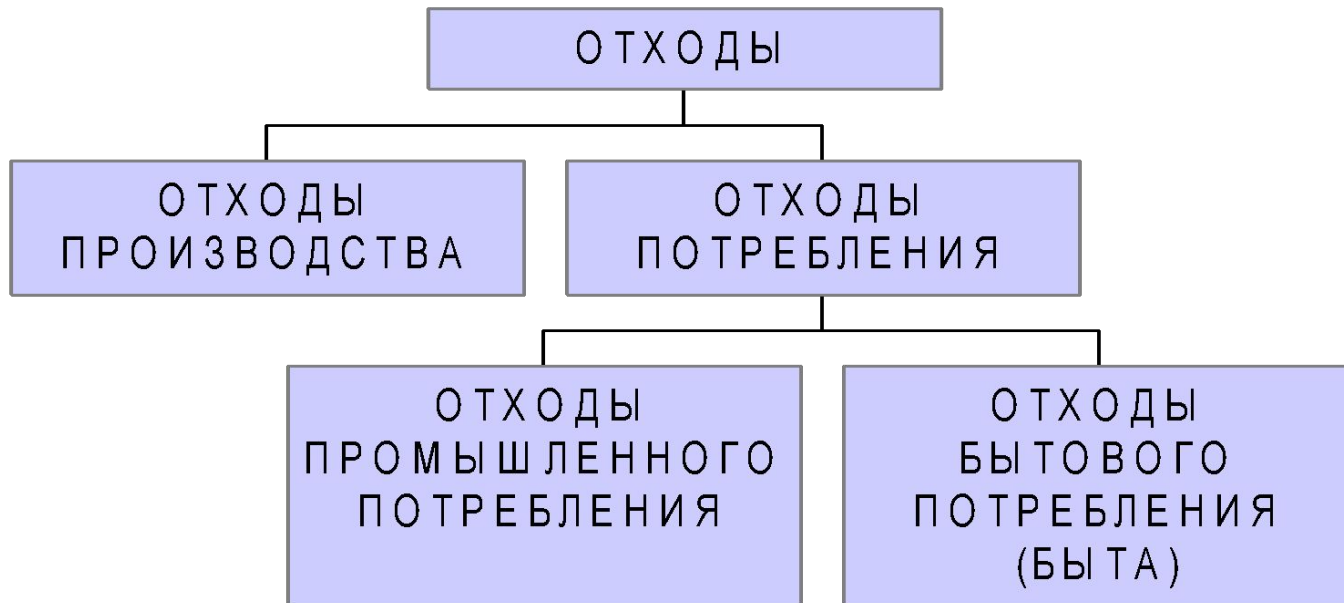 ОТХОДЫ
ОТХОДЫ
ПРОИЗВОДСТВА
ОТХОДЫ
ПОТРЕБЛЕНИЯ
ОТХОДЫ
ПРОМЫШЛЕННОГО
ПОТРЕБЛЕНИЯ
ОТХОДЫ
БЫТОВОГО
ПОТРЕБЛЕНИЯ
(БЫТА)